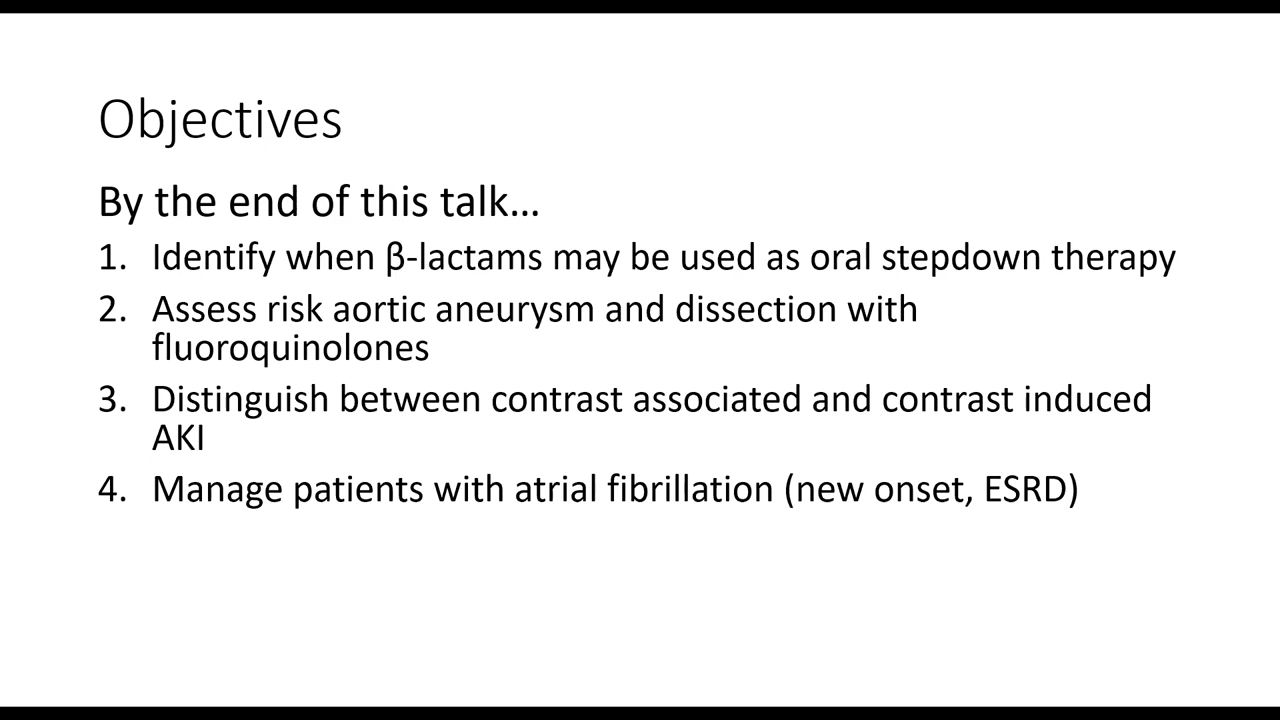 Objectives
By the end of this talk…
1. Identify when β-lactams may be used as oral stepdown therapy
2. Assess risk aortic aneurysm and dissection with
fluoroquinolones
3. Distinguish between contrast associated and contrast induced
AKI
4. Manage patients with atrial fibrillation (new onset, ESRD)